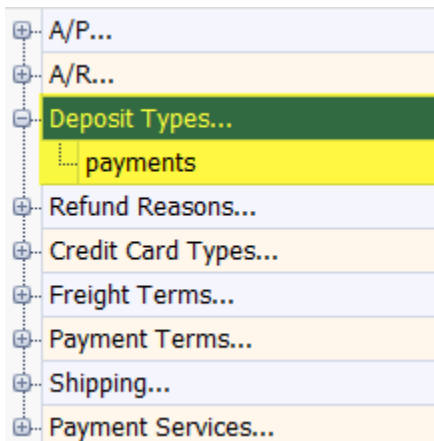 A/P...
A/R...
Deposit Types...
payments
Refund Reasons...
Credit Card Types...
Freight Terms...
Payment Terms...
Shipping...
Payment Services...